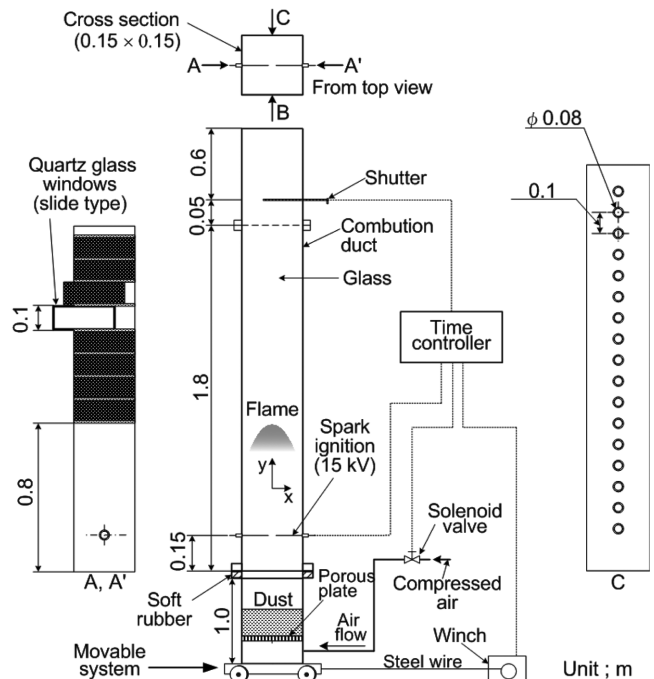 Cross section
(0.15 × 0.15)
C
A
A'
From top view
B
Quartz glass
windows
(slide type)
0.6
Shutter
0.05
Combution
duct
Glass
ϕ 0.08
0.1
0.1
Time
controller
1.8
Flame
Spark
ignition
(15 kV)
y
x
0.8
0.15
Solenoid
valve
Compressed
air
A, A'
C
Soft
rubber
1.0
Dust
Porous
plate
Air
flow
Movable
system
Steel wire
Winch
Unit ; m